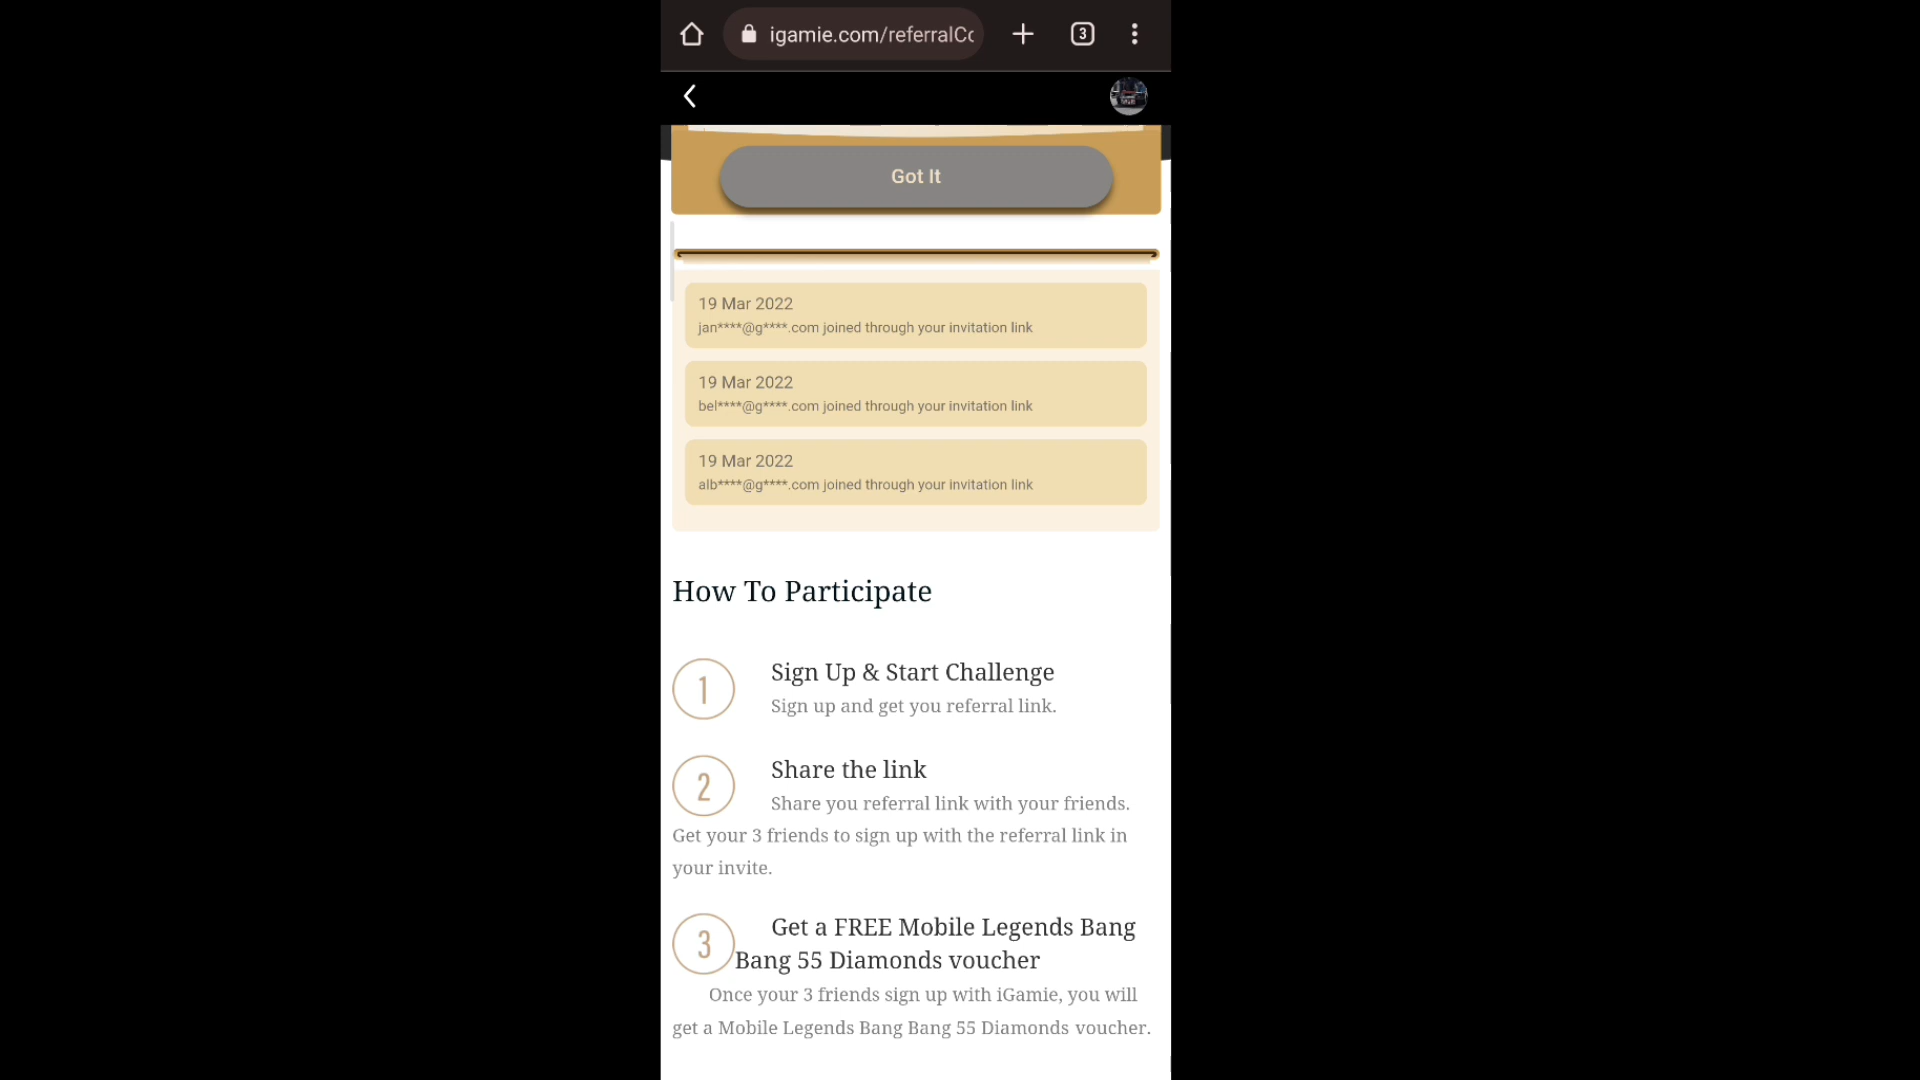 igamie.com/referralCo
3
Got It
19 Mar 2022
jan****@g****.com joined through your invitation link
19 Mar 2022
bel****@g****.com joined through your invitation link
19 Mar 2022
alb****@g****.com joined through your invitation link
How To Participate
1
Sign Up & Start Challenge
Sign up and get you referral link.
2
Share the link
Share you referral link with your friends.
Get your 3 friends to sign up with the referral link in
your invite.
3
Get a FREE Mobile Legends Bang
Bang 55 Diamonds voucher
Once your 3 friends sign up with iGamie, you will
get a Mobile Legends Bang Bang 55 Diamonds voucher.